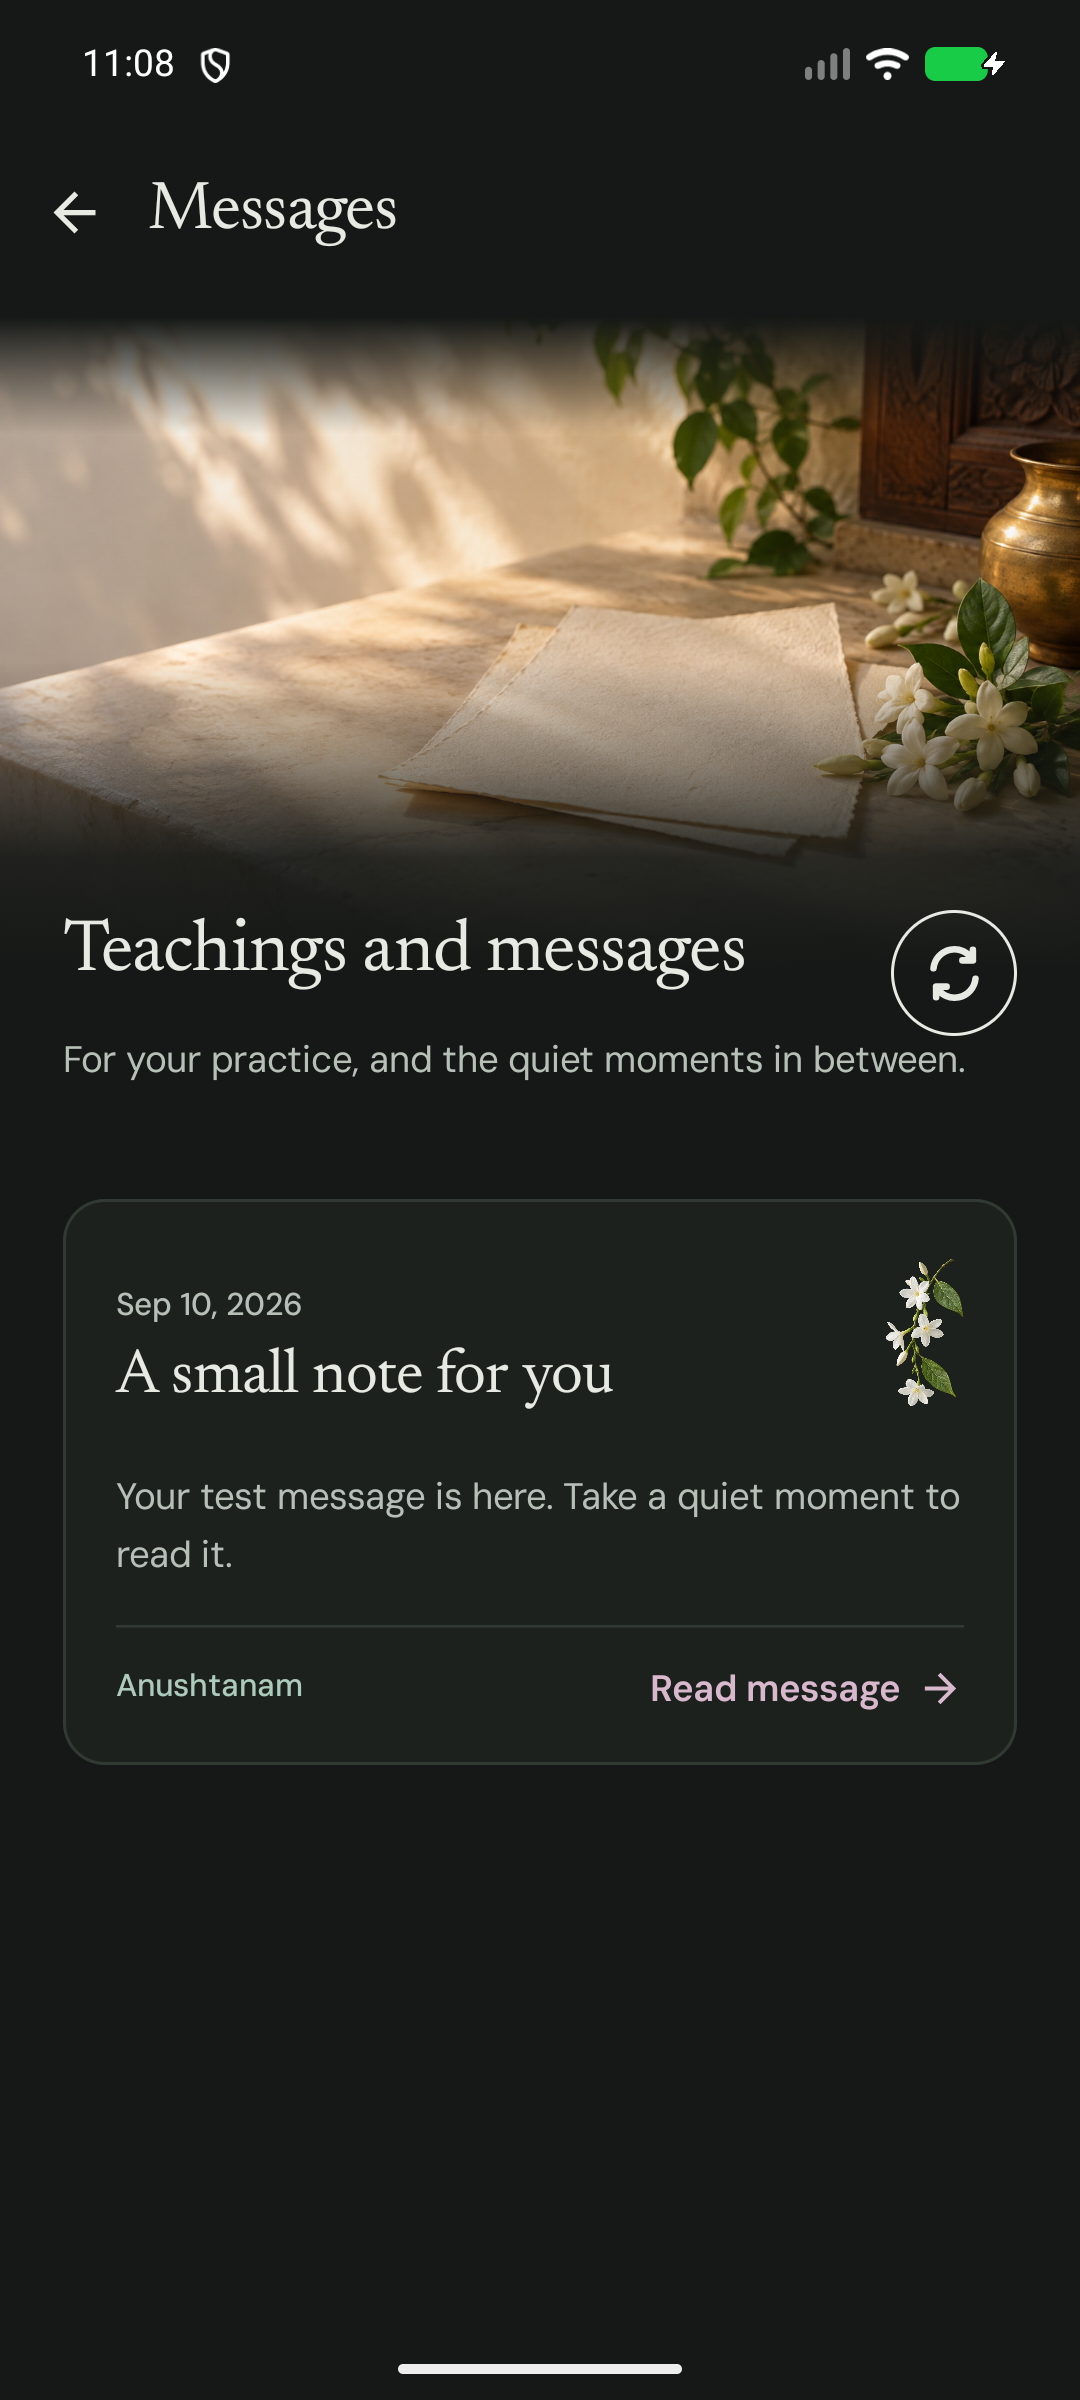 11:08
Messages
Teachings and messages
For your practice, and the quiet moments in between.
Sep 10, 2026
A small note for you
Your test message is here. Take a quiet moment to
read it.
Anushtanam
Read message